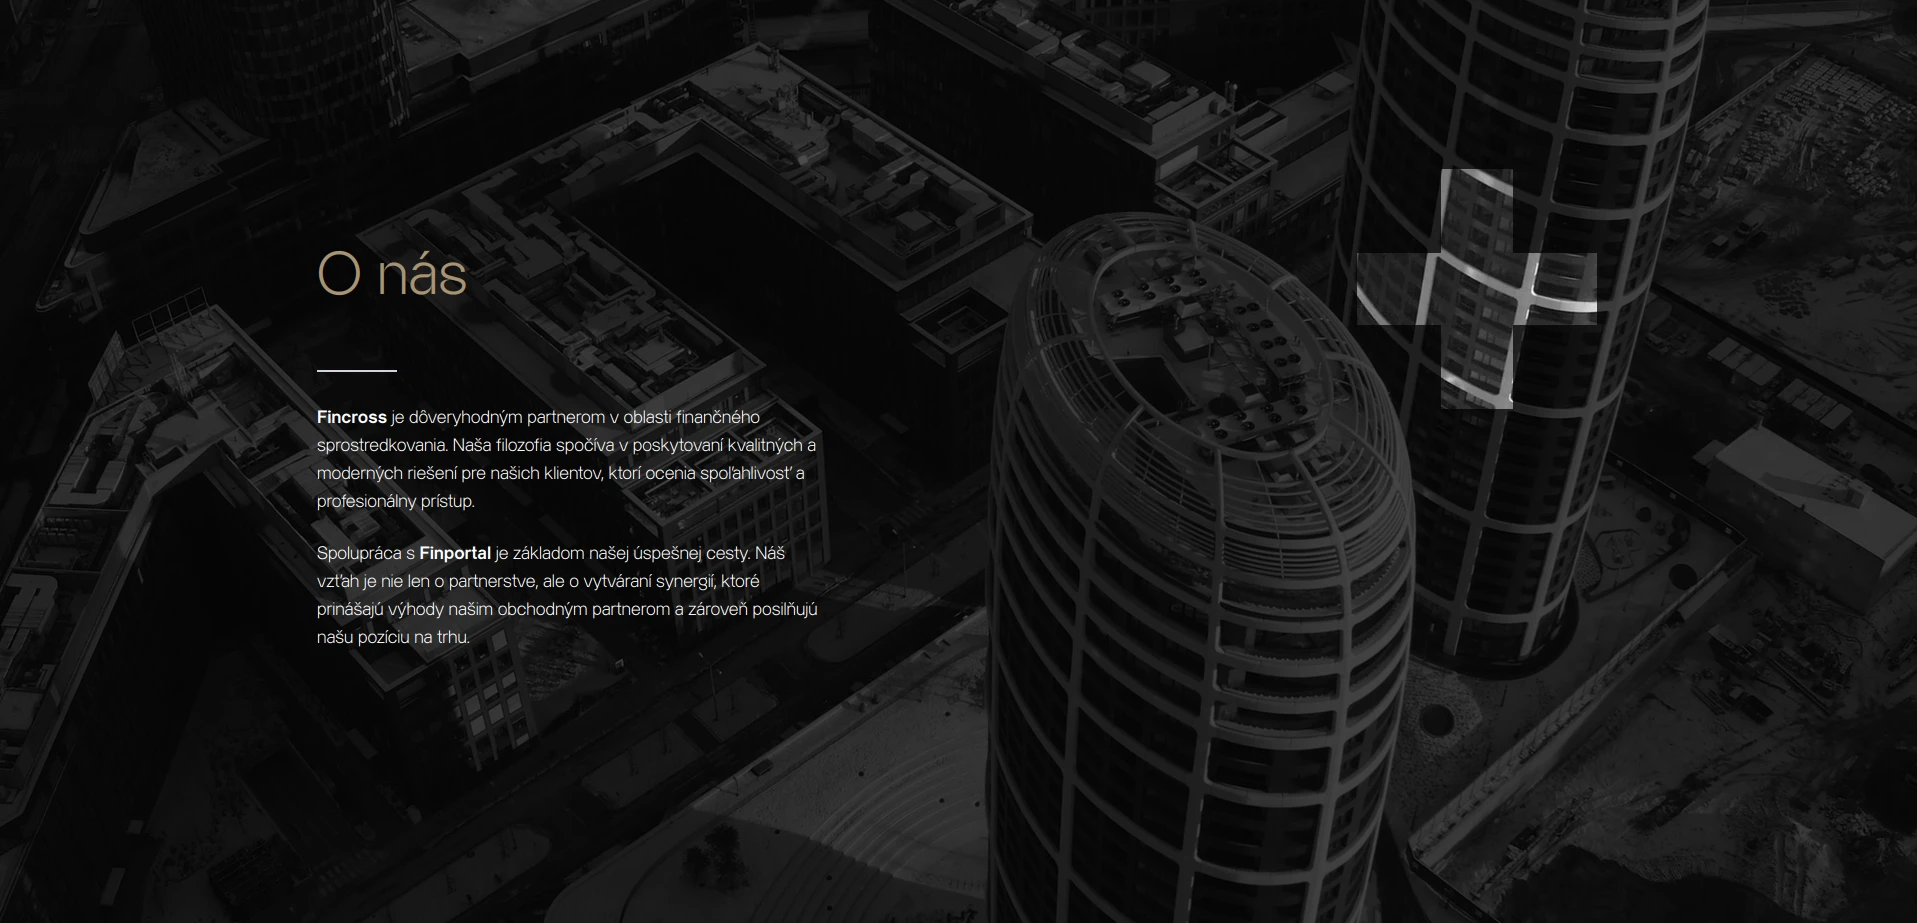 O nás
Fincross je dôveryhodným partnerom v oblasti finančného
sprostredkovania. Naša filozofia spočíva v poskytovaní kvalitných a
moderných riešení pre našich klientov, ktorí ocenia spoľahlivosť a
profesionálny prístup.
Spolupráca s Finportal je základom našej úspešnej cesty. Náš
vzťah je nie len o partnerstve, ale o vytváraní synergií, ktoré
prinášajú výhody našim obchodným partnerom a zároveň posilňujú
našu pozíciu na trhu.